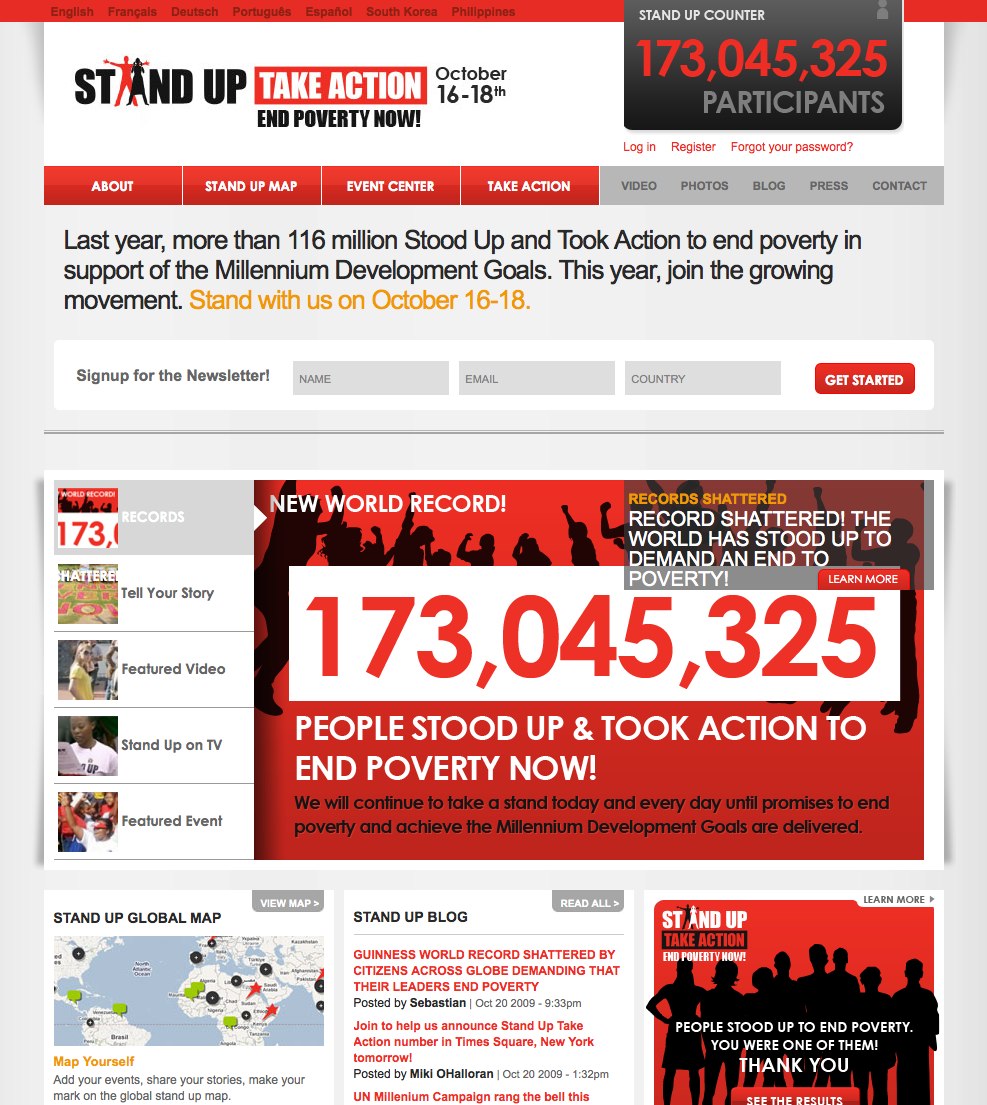 English Français Deutsch Português Español South Korea Philippines
STAND UP COUNTER
173,045,325
PARTICIPANTS
STAND UP TAKE ACTION
END POVERTY NOW!
October
16-18th
Log in Register Forgot your password?
ABOUT STAND UP MAP EVENT CENTER TAKE ACTION VIDEO PHOTOS BLOG PRESS CONTACT
Last year, more than 116 million Stood Up and Took Action to end poverty in
support of the Millennium Development Goals. This year, join the growing
movement. Stand with us on October 16-18.
Signup for the Newsletter! NAME EMAIL COUNTRY GET STARTED
WORLD RECORD!
173,
RECORDS
Tell Your Story
Featured Video
Stand Up on TV
Featured Event
NEW WORLD RECORD!
RECORDS SHATTERED
RECORD SHATTERED! THE
WORLD HAS STOOD UP TO
DEMAND AN END TO
POVERTY!
LEARN MORE
173,045,325
PEOPLE STOOD UP & TOOK ACTION TO
END POVERTY NOW!
We will continue to take a stand today and every day until promises to end
poverty and achieve the Millennium Development Goals are delivered.
VIEW MAP >
STAND UP GLOBAL MAP
North
Atlantic
Ocean
Kazakhstan
Algeria
Chad
Sudan
Venezuela
Brasil
Map Yourself
Add your events, share your stories, make your
mark on the global stand up map.
READ ALL >
STAND UP BLOG
GUINNESS WORLD RECORD SHATTERED BY
CITIZENS ACROSS GLOBE DEMANDING THAT
THEIR LEADERS END POVERTY
Posted by Sebastian | Oct 20 2009 - 9:33pm
Join to help us announce Stand Up Take
Action number in Times Square, New York
tomorrow!
Posted by Miki OHalloran | Oct 20 2009 - 1:32pm
UN Millenium Campaign rang the bell this
LEARN MORE
STAND UP
TAKE ACTION
END POVERTY NOW!
PEOPLE STOOD UP TO END POVERTY.
YOU WERE ONE OF THEM!
THANK YOU
SEE THE RESULTS